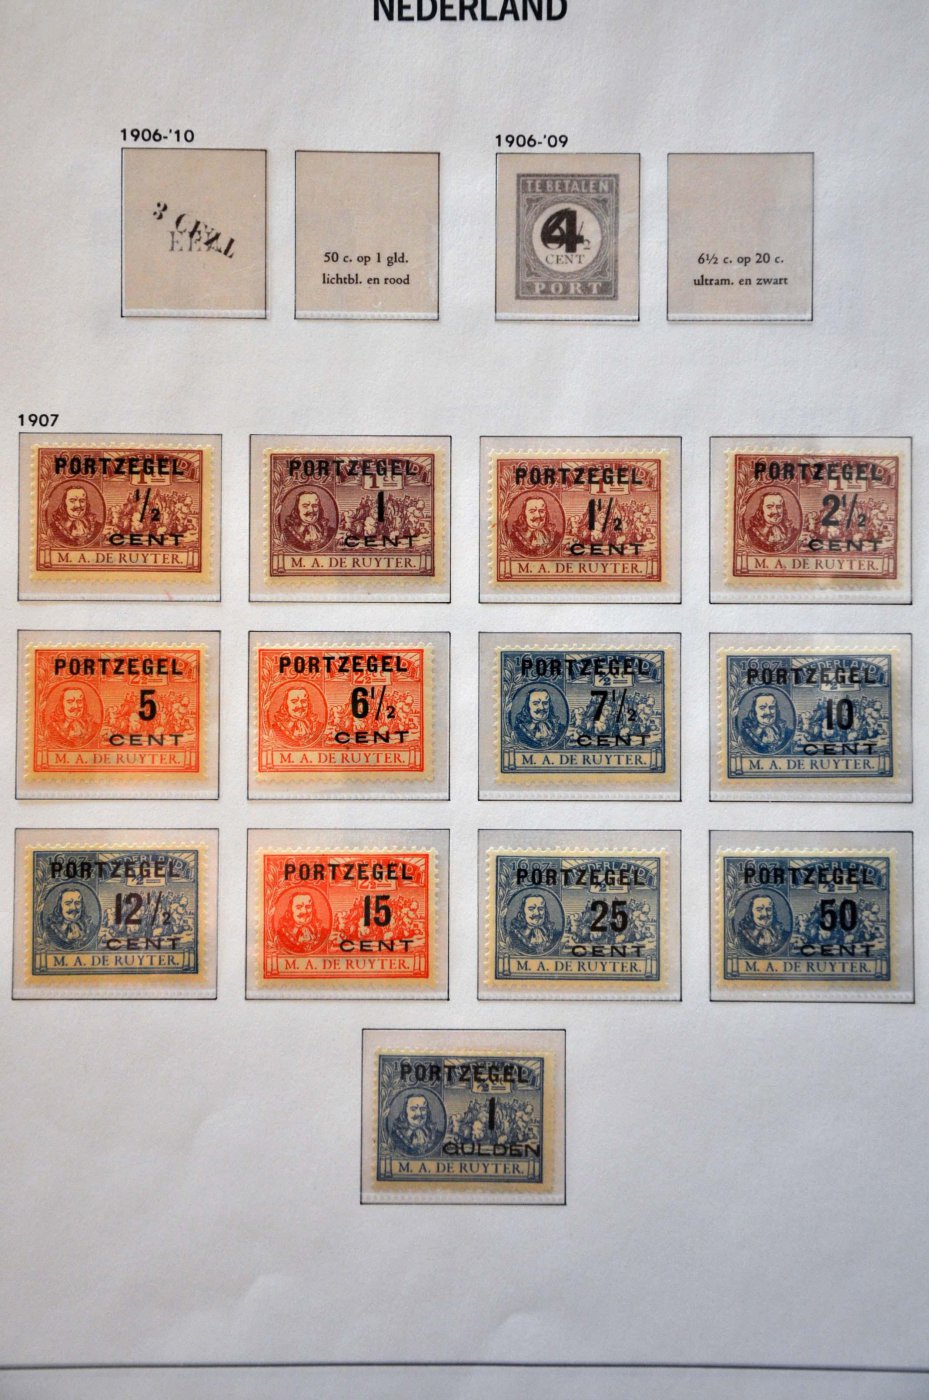 NEDERLAND
1906-'10
3 CENT
50 c. op 1 gld.
lichtbl. en rood
1906-'09
TE BETALEN
4
CENT
PORT
6½ c. op 20 c.
ultram. en zwart
1907
PORTZEGEL
½
CENT
M. A. DE RUYTER.
PORTZEGEL
1
CENT
M. A. DE RUYTER.
PORTZEGEL
1½
CENT
M. A. DE RUYTER.
PORTZEGEL
2½
CENT
M. A. DE RUYTER.
PORTZEGEL
5
CENT
M. A. DE RUYTER.
PORTZEGEL
6½
CENT
M. A. DE RUYTER.
PORTZEGEL
7½
CENT
M. A. DE RUYTER.
1607 NEDERLAND
PORTZEGEL
10
CENT
M. A. DE RUYTER.
PORTZEGEL
12½
CENT
M. A. DE RUYTER.
PORTZEGEL
15
CENT
M. A. DE RUYTER.
1607 NEDERLAND
PORTZEGEL
25
CENT
M. A. DE RUYTER.
PORTZEGEL
50
CENT
M. A. DE RUYTER.
PORTZEGEL
1
GULDEN
M. A. DE RUYTER.